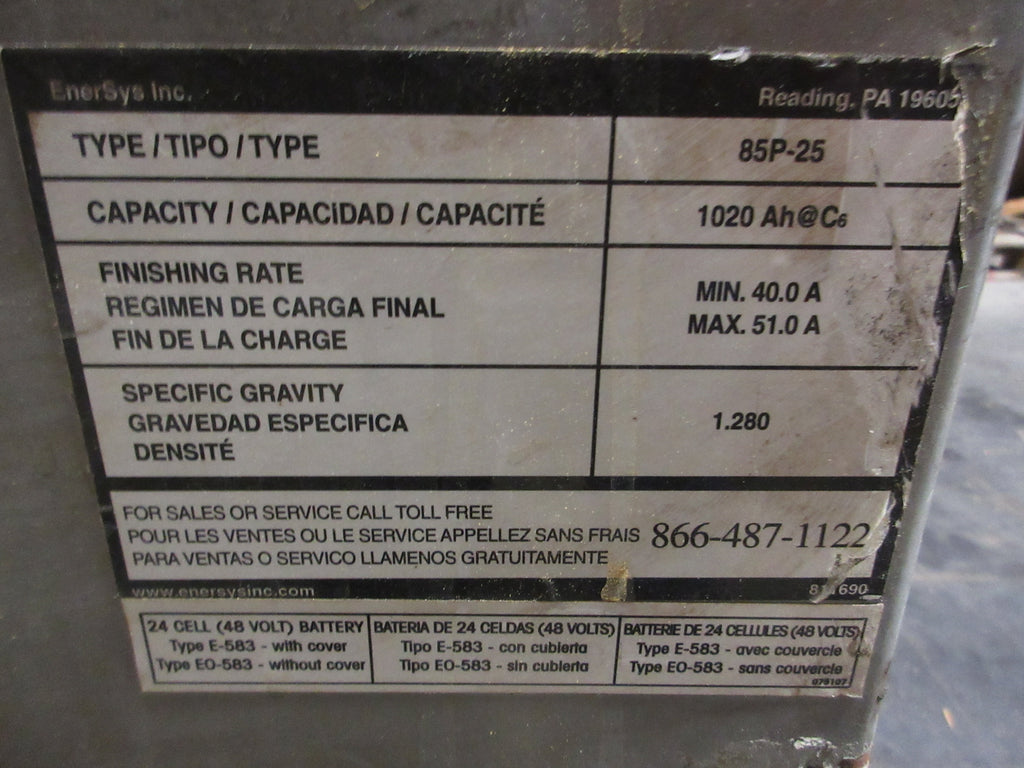 EnerSys Inc. Reading, PA 19605
TYPE / TIPO / TYPE 85P-25
CAPACITY / CAPACIDAD / CAPACITÉ 1020 Ah@C6
FINISHING RATE
REGIMEN DE CARGA FINAL
FIN DE LA CHARGE
MIN. 40.0 A
MAX. 51.0 A
SPECIFIC GRAVITY
GRAVEDAD ESPECIFICA
DENSITÉ
1.280
FOR SALES OR SERVICE CALL TOLL FREE
POUR LES VENTES OU LE SERVICE APPELLEZ SANS FRAIS
PARA VENTAS O SERVICO LLAMENOS GRATUITAMENTE
866-487-1122
www.enersysinc.com
24 CELL (48 VOLT) BATTERY
Type E-583 - with cover
Type EO-583 - without cover
BATERIA DE 24 CELDAS (48 VOLTS)
Tipo E-583 - con cubierta
Tipo EO-583 - sin cubierta
BATTERIE DE 24 CELLULES (48 VOLTS)
Type E-583 - avec couvercle
Type EO-583 - sans couvercle